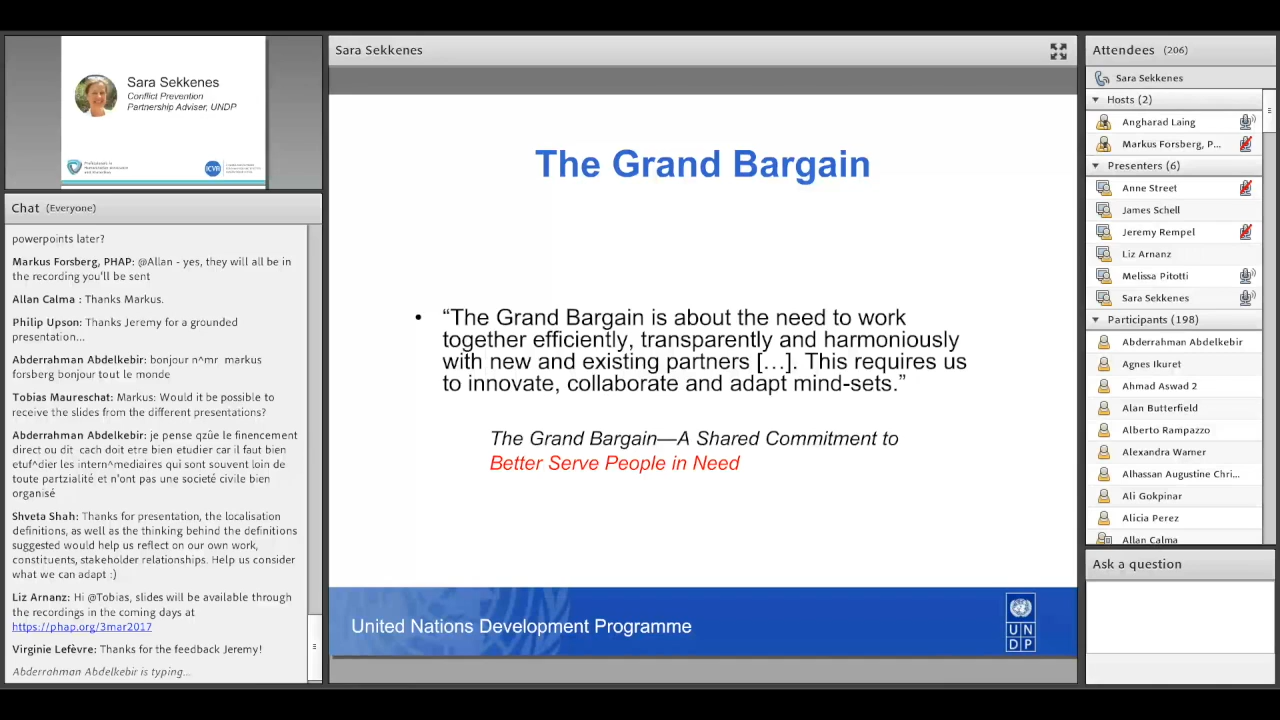 Sara Sekkenes
Conflict Prevention
Partnership Adviser, UNDP
ICVA
Chat (Everyone)
powerpoints later?
Markus Forsberg, PHAP: @Allan - yes, they will all be in
the recording you'll be sent
Allan Calma : Thanks Markus.
Philip Upson: Thanks Jeremy for a grounded
presentation...
Abderrahman Abdelkebir: bonjour n^mr markus
forsberg bonjour tout le monde
Tobias Maureschat: Markus: Would it be possible to
receive the slides from the different presentations?
Abderrahman Abdelkebir: je pense qzûe le financement
direct ou dit cach doit etre bien etudier car il faut bien
etuf^dier les intern^mediaires qui sont souvent loin de
toute partzialité et n'ont pas une societé civile bien
organisé
Shveta Shah: Thanks for presentation, the localisation
definitions, as well as the thinking behind the definitions
suggested would help us reflect on our own work,
constituents, stakeholder relationships. Help us consider
what we can adapt :)
Liz Arnanz: Hi @Tobias, slides will be available through
the recordings in the coming days at
https://phap.org/3mar2017
Virginie Lefèvre: Thanks for the feedback Jeremy!
Abderrahman Abdelkebir is typing...
Sara Sekkenes
The Grand Bargain
• “The Grand Bargain is about the need to work
together efficiently, transparently and harmoniously
with new and existing partners […]. This requires us
to innovate, collaborate and adapt mind-sets.”
The Grand Bargain—A Shared Commitment to
Better Serve People in Need
United Nations Development Programme
UN
DP
Attendees (206)
Sara Sekkenes
Hosts (2)
Angharad Laing
Markus Forsberg, P...
Presenters (6)
Anne Street
James Schell
Jeremy Rempel
Liz Arnanz
Melissa Pitotti
Sara Sekkenes
Participants (198)
Abderrahman Abdelkebir
Agnes Ikuret
Ahmad Aswad 2
Alan Butterfield
Alberto Rampazzo
Alexandra Warner
Alhassan Augustine Chri...
Ali Gokpinar
Alicia Perez
Allan Calma
Ask a question